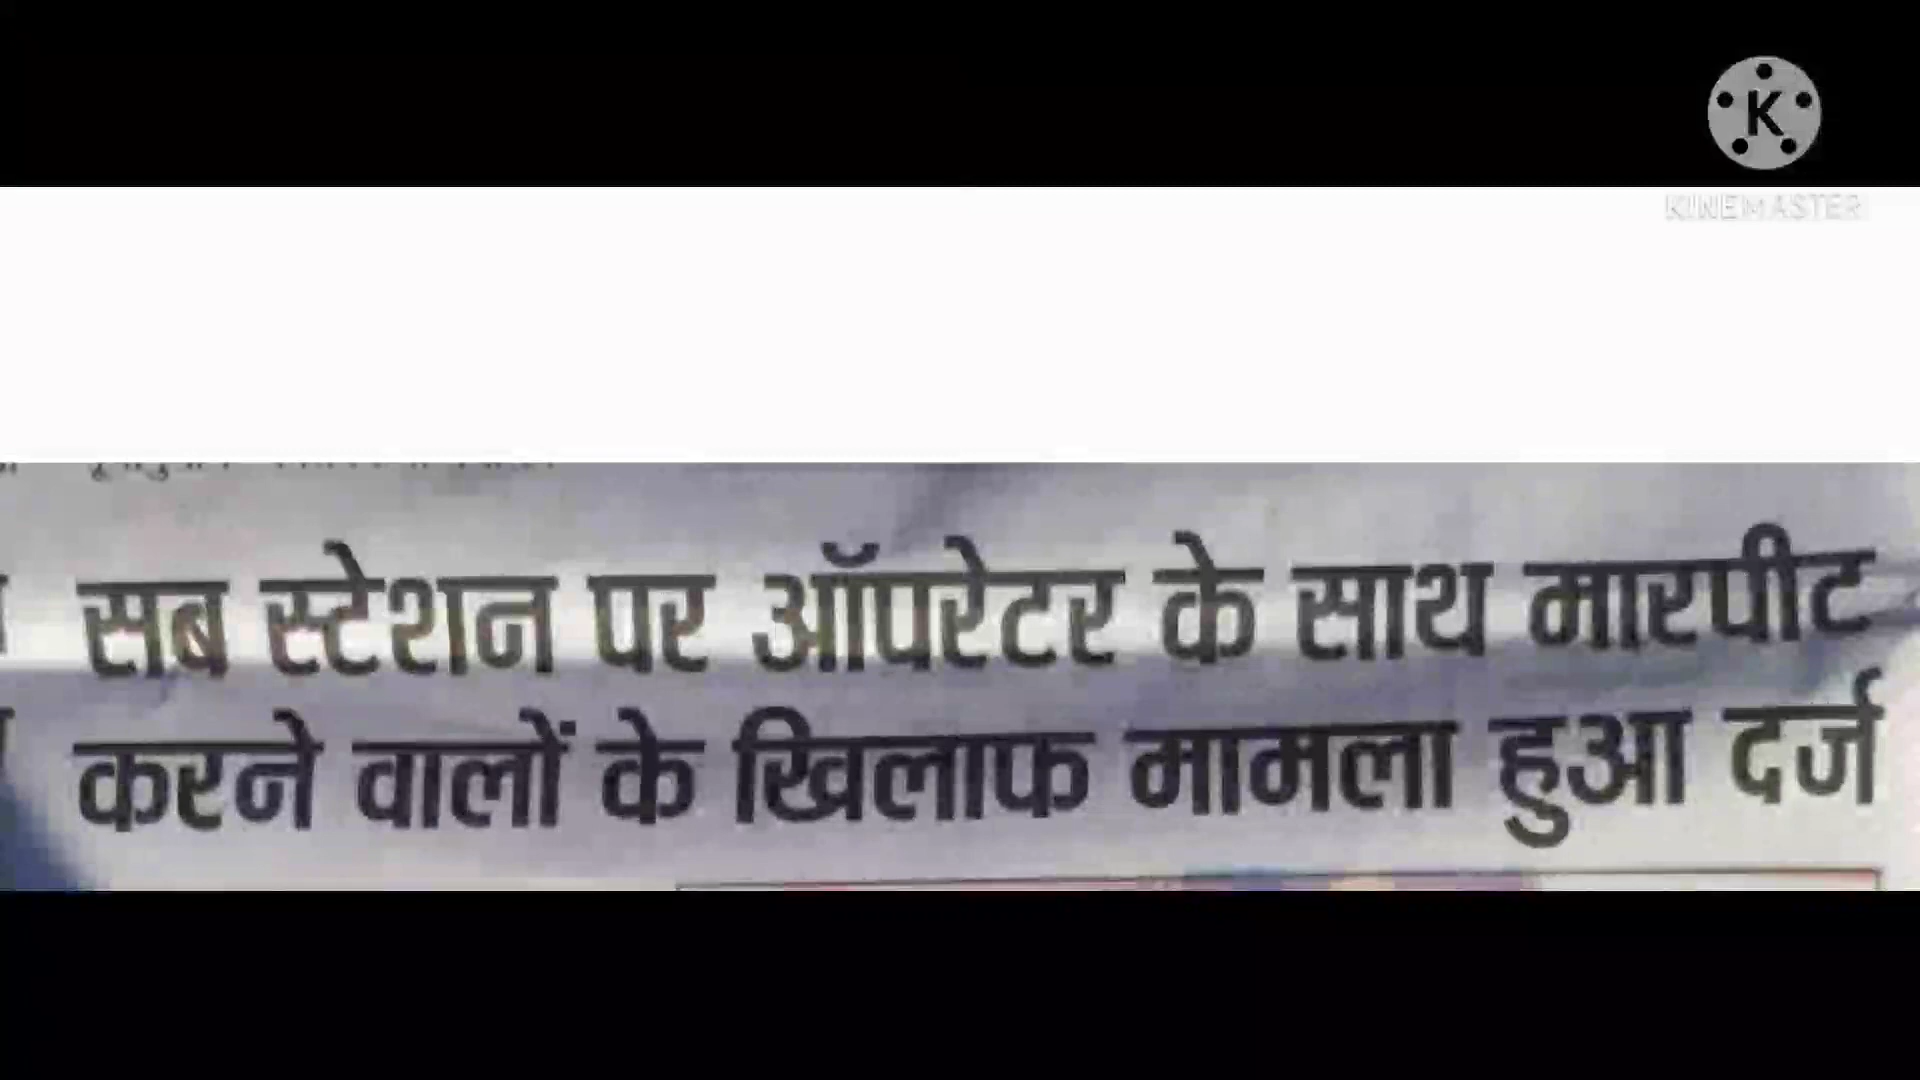 K
KINEMASTER
सब स्टेशन पर ऑपरेटर के साथ मारपीट
करने वालों के खिलाफ मामला हुआ दर्ज